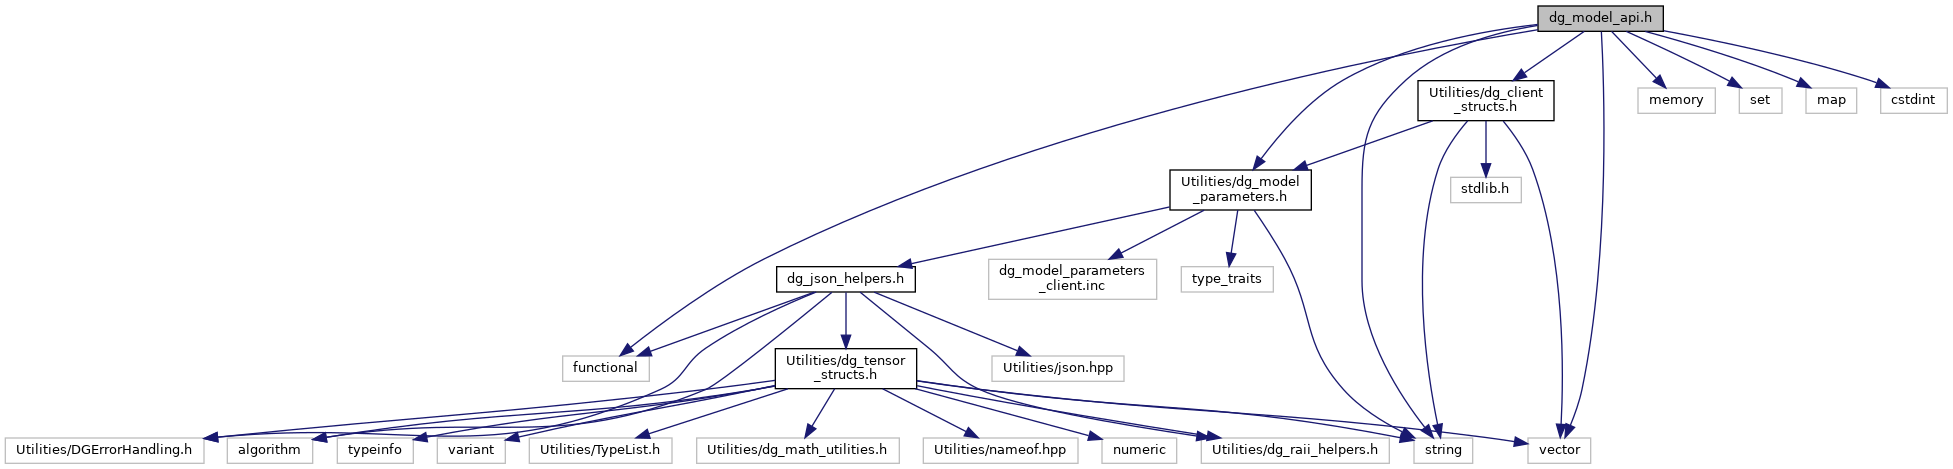 dg_model_api.h
Utilities/dg_client
_structs.h
memory
set
map
cstdint
Utilities/dg_model
_parameters.h
stdlib.h
dg_json_helpers.h
dg_model_parameters
_client.inc
type_traits
functional
Utilities/dg_tensor
_structs.h
Utilities/json.hpp
Utilities/DGErrorHandling.h
algorithm
typeinfo
variant
Utilities/TypeList.h
Utilities/dg_math_utilities.h
Utilities/nameof.hpp
numeric
Utilities/dg_raii_helpers.h
string
vector